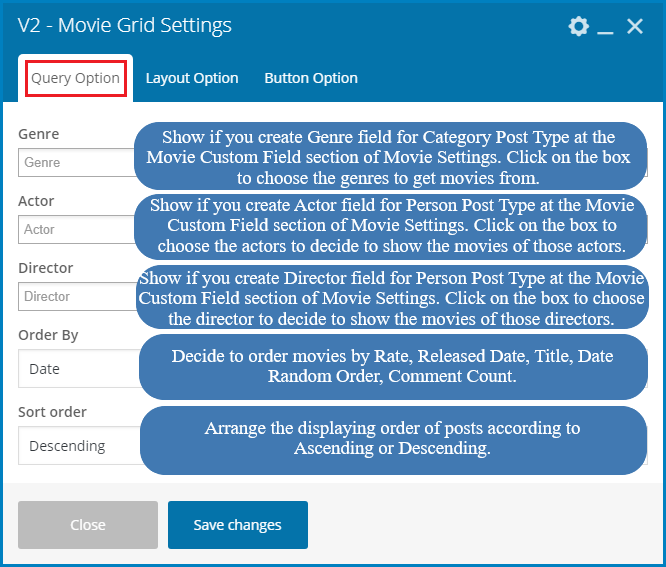 V2 - Movie Grid Settings
Query Option
Layout Option
Button Option
Genre
Genre
Show if you create Genre field for Category Post Type at the
Movie Custom Field section of Movie Settings. Click on the box
to choose the genres to get movies from.
Actor
Actor
Show if you create Actor field for Person Post Type at the Movie
Custom Field section of Movie Settings. Click on the box to
choose the actors to decide to show the movies of those actors.
Director
Director
Show if you create Director field for Person Post Type at the Movie
Custom Field section of Movie Settings. Click on the box to choose
the director to decide to show the movies of those directors.
Order By
Date
Decide to order movies by Rate, Released Date, Title, Date
Random Order, Comment Count.
Sort order
Descending
Arrange the displaying order of posts according to
Ascending or Descending.
Close
Save changes